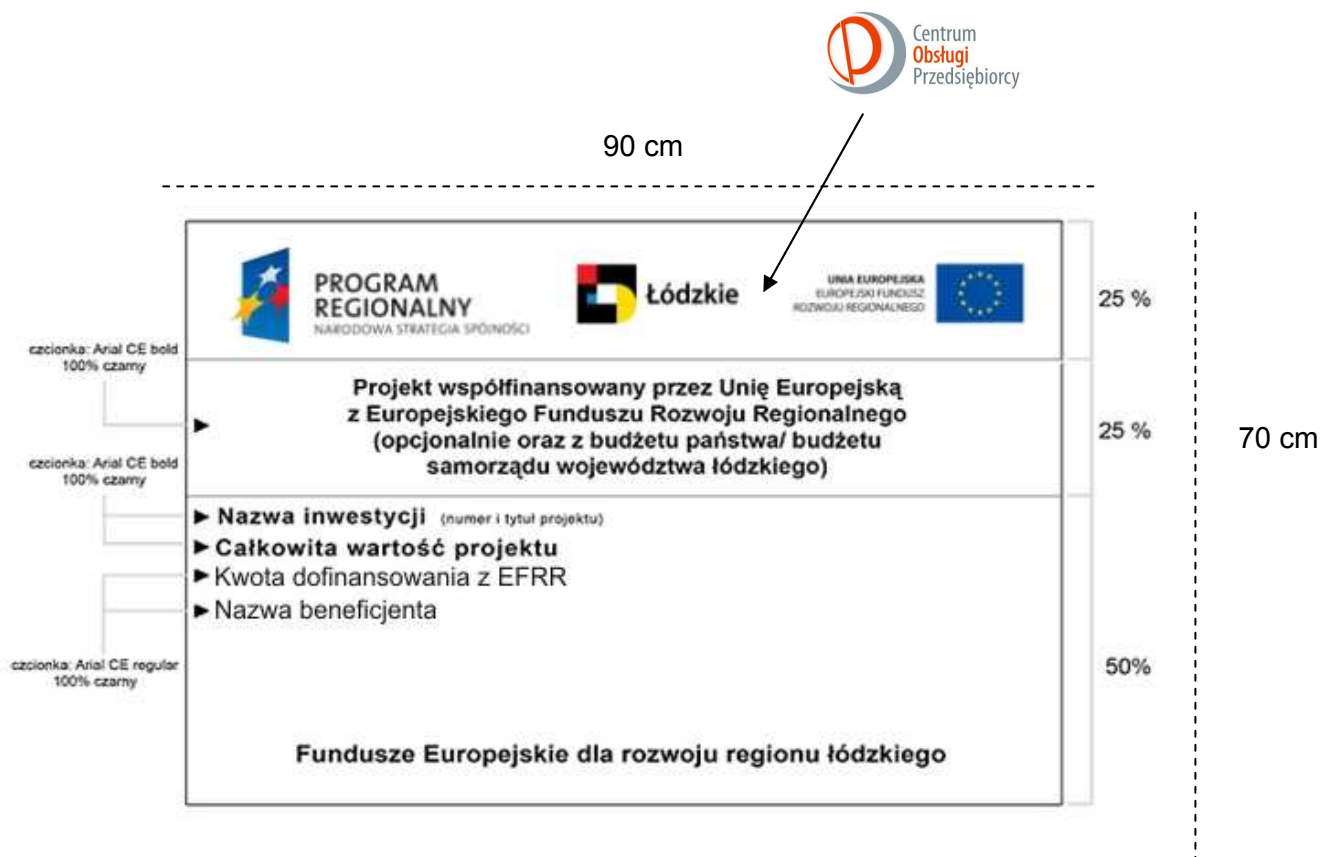 Centrum
Obsługi
Przedsiębiorcy
90 cm
PROGRAM
REGIONALNY
NARODOWA STRATEGIA SPÓJNOŚCI
Łódzkie
UNIA EUROPEJSKA
EUROPEJSKI FUNDUSZ
ROZWOJU REGIONALNEGO
25 %
czcionka: Arial CE bold
100% czarny
Projekt współfinansowany przez Unię Europejską
z Europejskiego Funduszu Rozwoju Regionalnego
(opcjonalnie oraz z budżetu państwa/ budżetu
samorządu województwa łódzkiego)
25 %
70 cm
czcionka: Arial CE bold
100% czarny
Nazwa inwestycji (numer i tytuł projektu)
Całkowita wartość projektu
Kwota dofinansowania z EFRR
Nazwa beneficjenta
czcionka: Arial CE regular
100% czarny
50%
Fundusze Europejskie dla rozwoju regionu łódzkiego